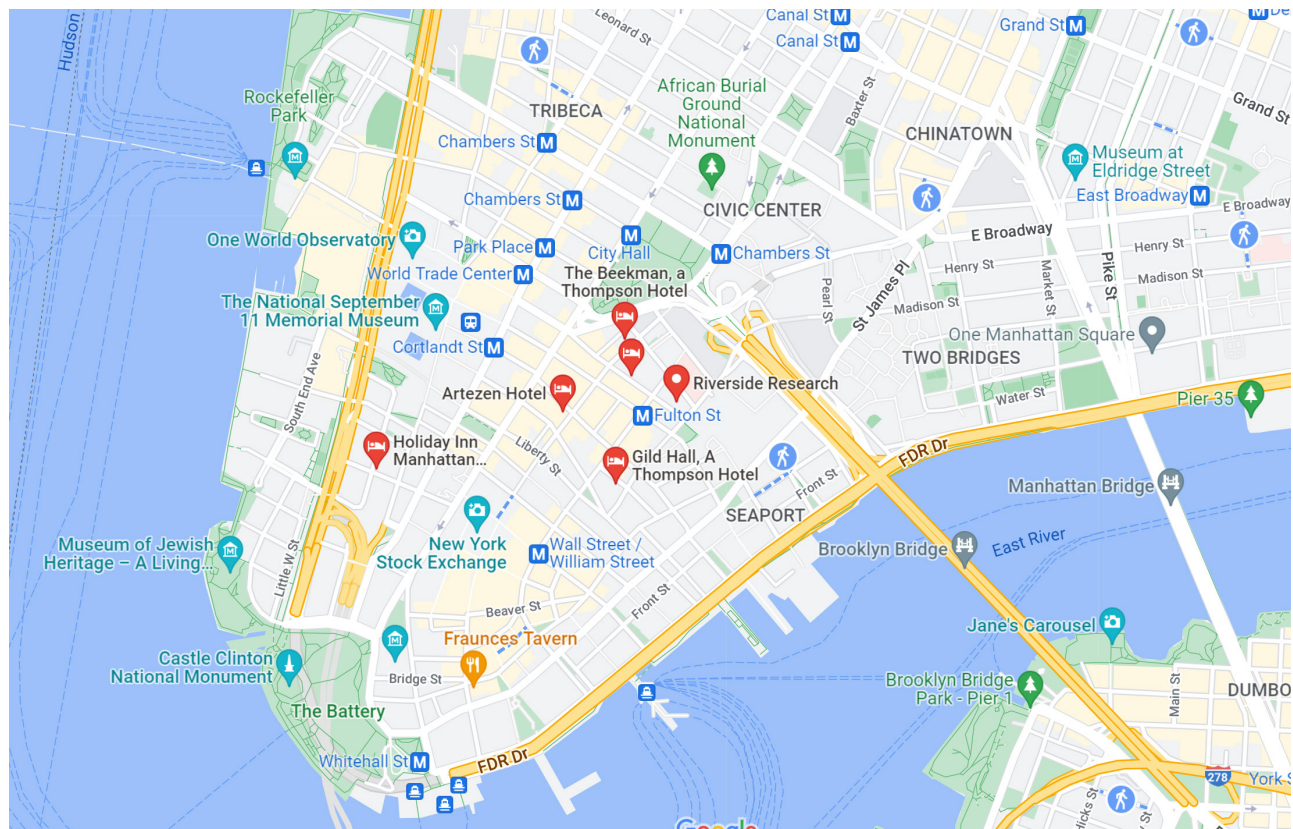 Hudson
Leonard St
Canal St
Canal St
Grand St
De
Rockefeller
Park
TRIBECA
African Burial
Ground
National
Monument
Baxter St
Grand St
CHINATOWN
Chambers St
Museum at
Eldridge Street
East Broadway
E Broadway
Chambers St
CIVIC CENTER
E Broadway
Henry St
One World Observatory
Park Place
City Hall
Chambers St
Henry St
Madison St
World Trade Center
The Beekman, a
Thompson Hotel
Pearl St
St James Pl
Madison St
Market St
Pike St
The National September
11 Memorial Museum
Cortlandt St
One Manhattan Square
TWO BRIDGES
South End Ave
Artezen Hotel
Riverside Research
Water St
Pier 35
Fulton St
Holiday Inn
Manhattan...
Liberty St
Gild Hall, A
Thompson Hotel
FDR Dr
Front St
SEAPORT
Manhattan Bridge
New York
Stock Exchange
Museum of Jewish
Heritage – A Living...
Little W St
Wall Street /
William Street
Brooklyn Bridge
East River
Beaver St
Front St
Fraunces Tavern
Jane's Carousel
Castle Clinton
National Monument
Bridge St
Brooklyn Bridge
Park - Pier 1
Main St
DUMBO
The Battery
Whitehall St
FDR Dr
278
York S
Hicks St
Google